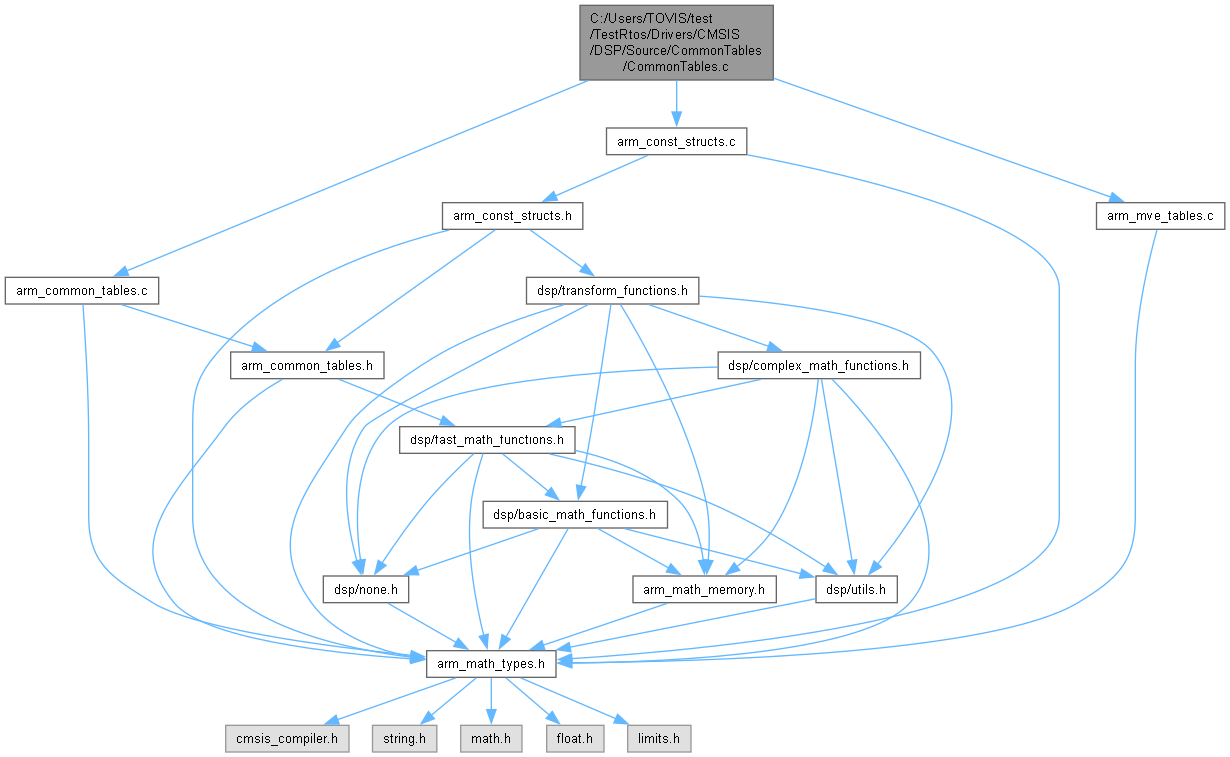 C:/Users/TOVIS/test
/TestRtos/Drivers/CMSIS
/DSP/Source/CommonTables
/CommonTables.c
arm_const_structs.c
arm_const_structs.h
arm_mve_tables.c
arm_common_tables.c
dsp/transform_functions.h
arm_common_tables.h
dsp/complex_math_functions.h
dsp/fast_math_functions.h
dsp/basic_math_functions.h
dsp/none.h
arm_math_memory.h
dsp/utils.h
arm_math_types.h
cmsis_compiler.h
string.h
math.h
float.h
limits.h